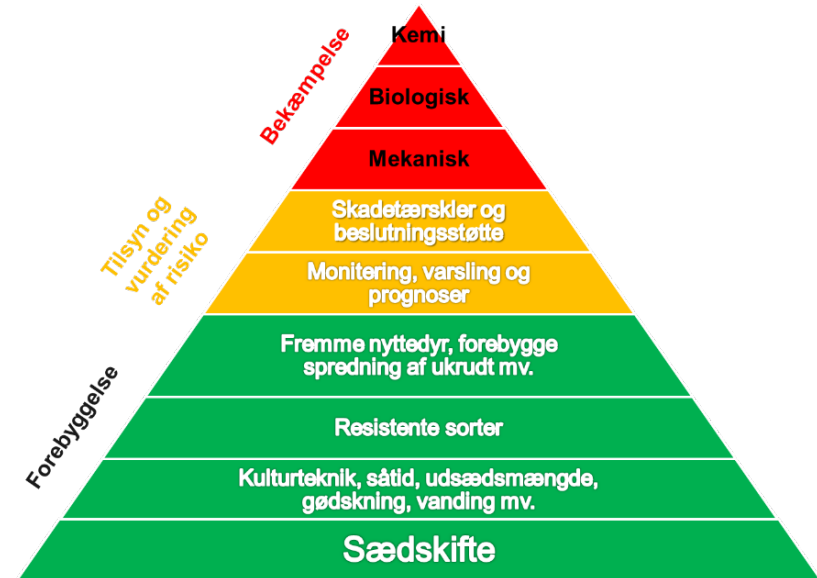 Kemi
Biologisk
Mekanisk
Bekæmpelse
Skadetærskler og
beslutningsstøtte
Monitering, varsling og
prognoser
Tilsyn og
vurdering
af risiko
Fremme nyttedyr, forebygge
spredning af ukrudt mv.
Resistente sorter
Kulturteknik, såtid, udsædsmængde,
gødskning, vanding mv.
Sædskifte
Forebyggelse